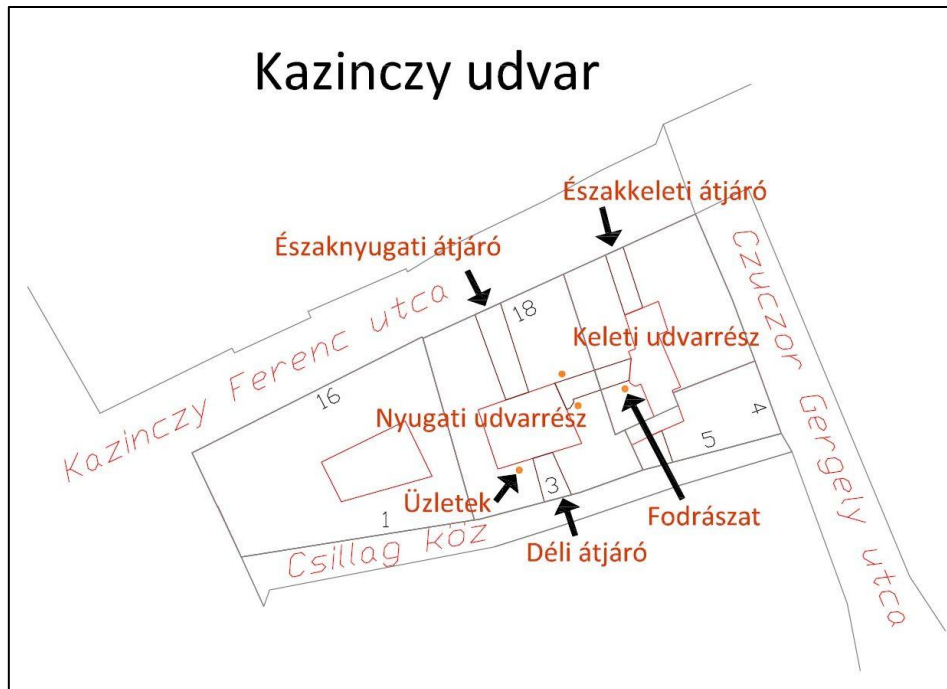 Kazinczy udvar
Északkeleti átjáró
Északnyugati átjáró
Kazinczy Ferenc utca
Czuczor Gergely utca
18
Keleti udvarrész
16
Nyugati udvarrész
4
5
3
Üzletek
1
Fodrászat
Csillag köz
Déli átjáró